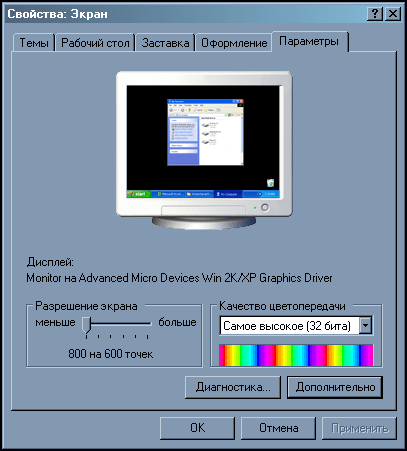 Свойства: Экран
Темы Рабочий стол Заставка Оформление Параметры
start
Дисплей:
Monitor на Advanced Micro Devices Win 2K/XP Graphics Driver
Разрешение экрана
меньше больше
800 на 600 точек
Качество цветопередачи
Самое высокое (32 бита)
Диагностика... Дополнительно
OK Отмена Применить